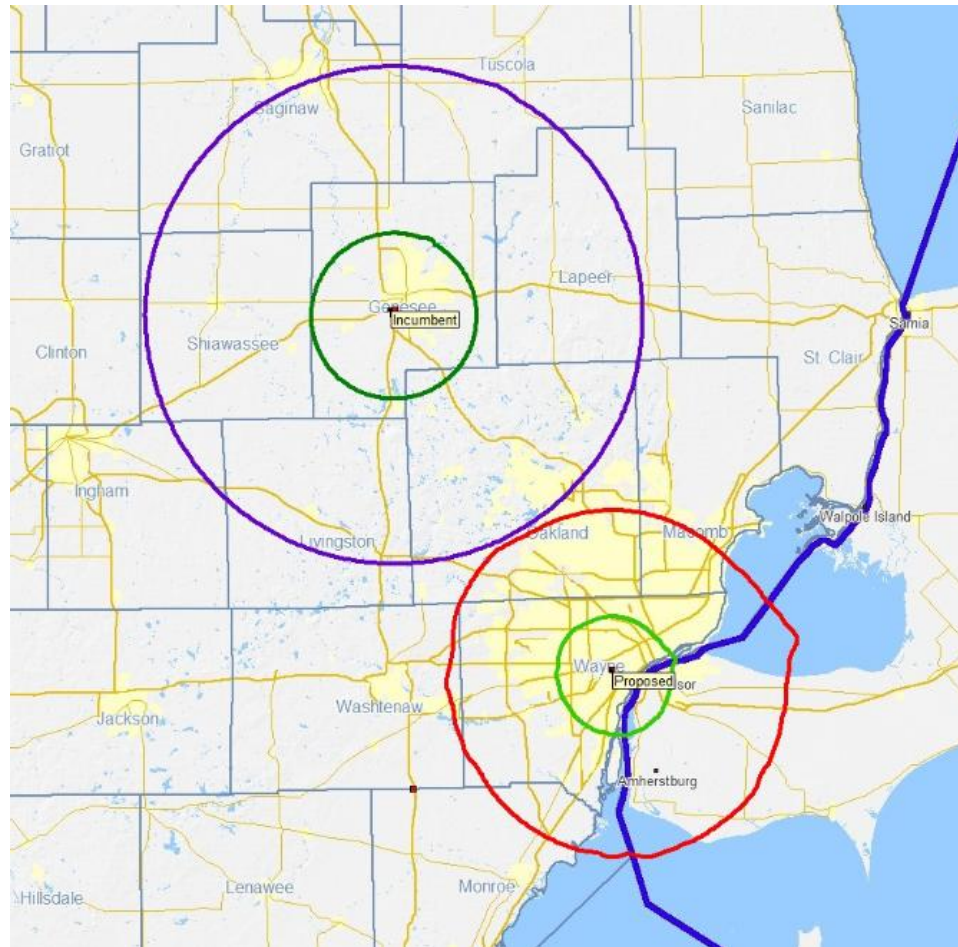 Tuscola
Saginaw
Sanilac
Gratiot
Lapeer
Genesee
Incumbent
Sarnia
Shiawassee
Clinton
St. Clair
Ingham
Walpole Island
Livingston
Oakland
Macomb
Wayne
Proposed
sor
Washtenaw
Jackson
Amherstburg
Lenawee
Monroe
Hillsdale